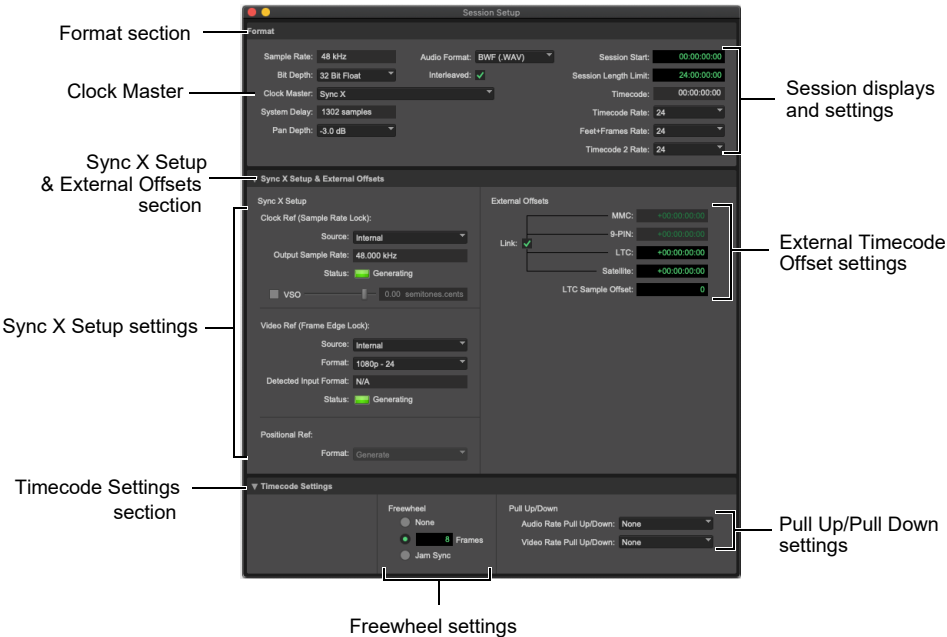 Session Setup
Format section
Format
Sample Rate: 48 kHz
Audio Format: BWF (.WAV)
Session Start: 00:00:00:00
Bit Depth: 32 Bit Float
Interleaved:
Session Length Limit: 24:00:00:00
Clock Master
Clock Master: Sync X
Timecode: 00:00:00:00
Session displays
and settings
System Delay: 1302 samples
Timecode Rate: 24
Pan Depth: -3.0 dB
Feet+Frames Rate: 24
Timecode 2 Rate: 24
Sync X Setup
& External Offsets
section
Sync X Setup & External Offsets
Sync X Setup
Clock Ref (Sample Rate Lock):
Source: Internal
Output Sample Rate: 48.000 kHz
Status: Generating
VSO 0.00 semitones.cents
Video Ref (Frame Edge Lock):
Source: Internal
Format: 1080p - 24
Detected Input Format: N/A
Status: Generating
Positional Ref:
Format: Generate
External Offsets
MMC: +00:00:00:00
9-PIN: +00:00:00:00
Link:
LTC: +00:00:00:00
Satellite: +00:00:00:00
LTC Sample Offset: 0
External Timecode
Offset settings
Sync X Setup settings
Timecode Settings
section
Timecode Settings
Freewheel
None
8 Frames
Jam Sync
Pull Up/Down
Audio Rate Pull Up/Down: None
Video Rate Pull Up/Down: None
Pull Up/Pull Down
settings
Freewheel settings